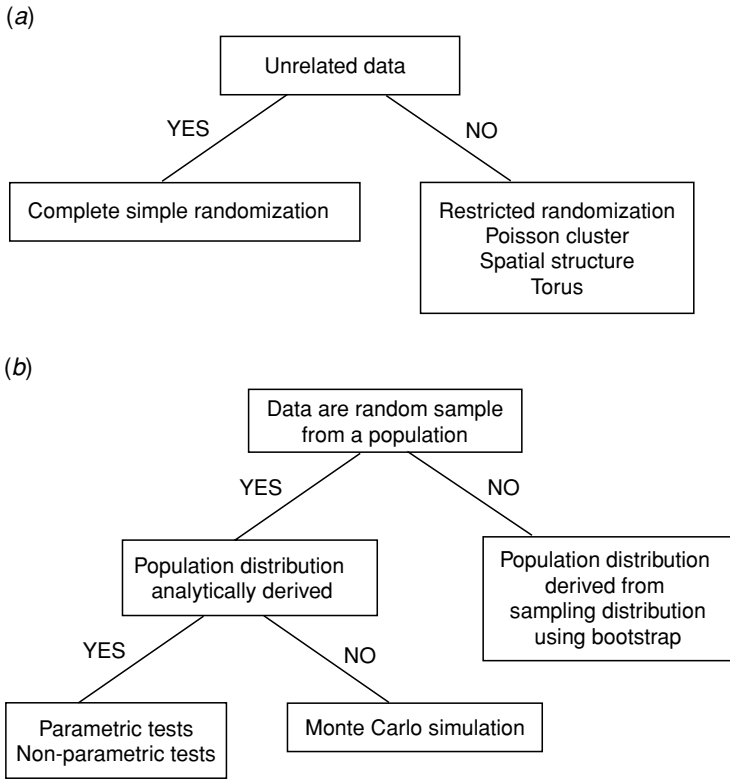 (a)
Unrelated data
YES
NO
Complete simple randomization
Restricted randomization
Poisson cluster
Spatial structure
Torus
(b)
Data are random sample
from a population
YES
NO
Population distribution
analytically derived
Population distribution
derived from
sampling distribution
using bootstrap
YES
NO
Parametric tests
Non-parametric tests
Monte Carlo simulation